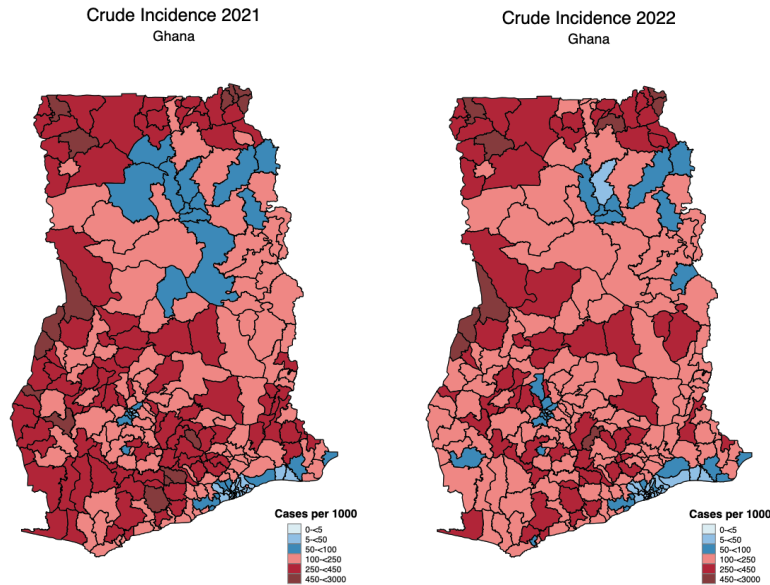 Crude Incidence 2021
Ghana
Cases per 1000
0-<5
5-<50
50-<100
100-<250
250-<450
450-<3000
Crude Incidence 2022
Ghana
Cases per 1000
0-<5
5-<50
50-<100
100-<250
250-<450
450-<3000